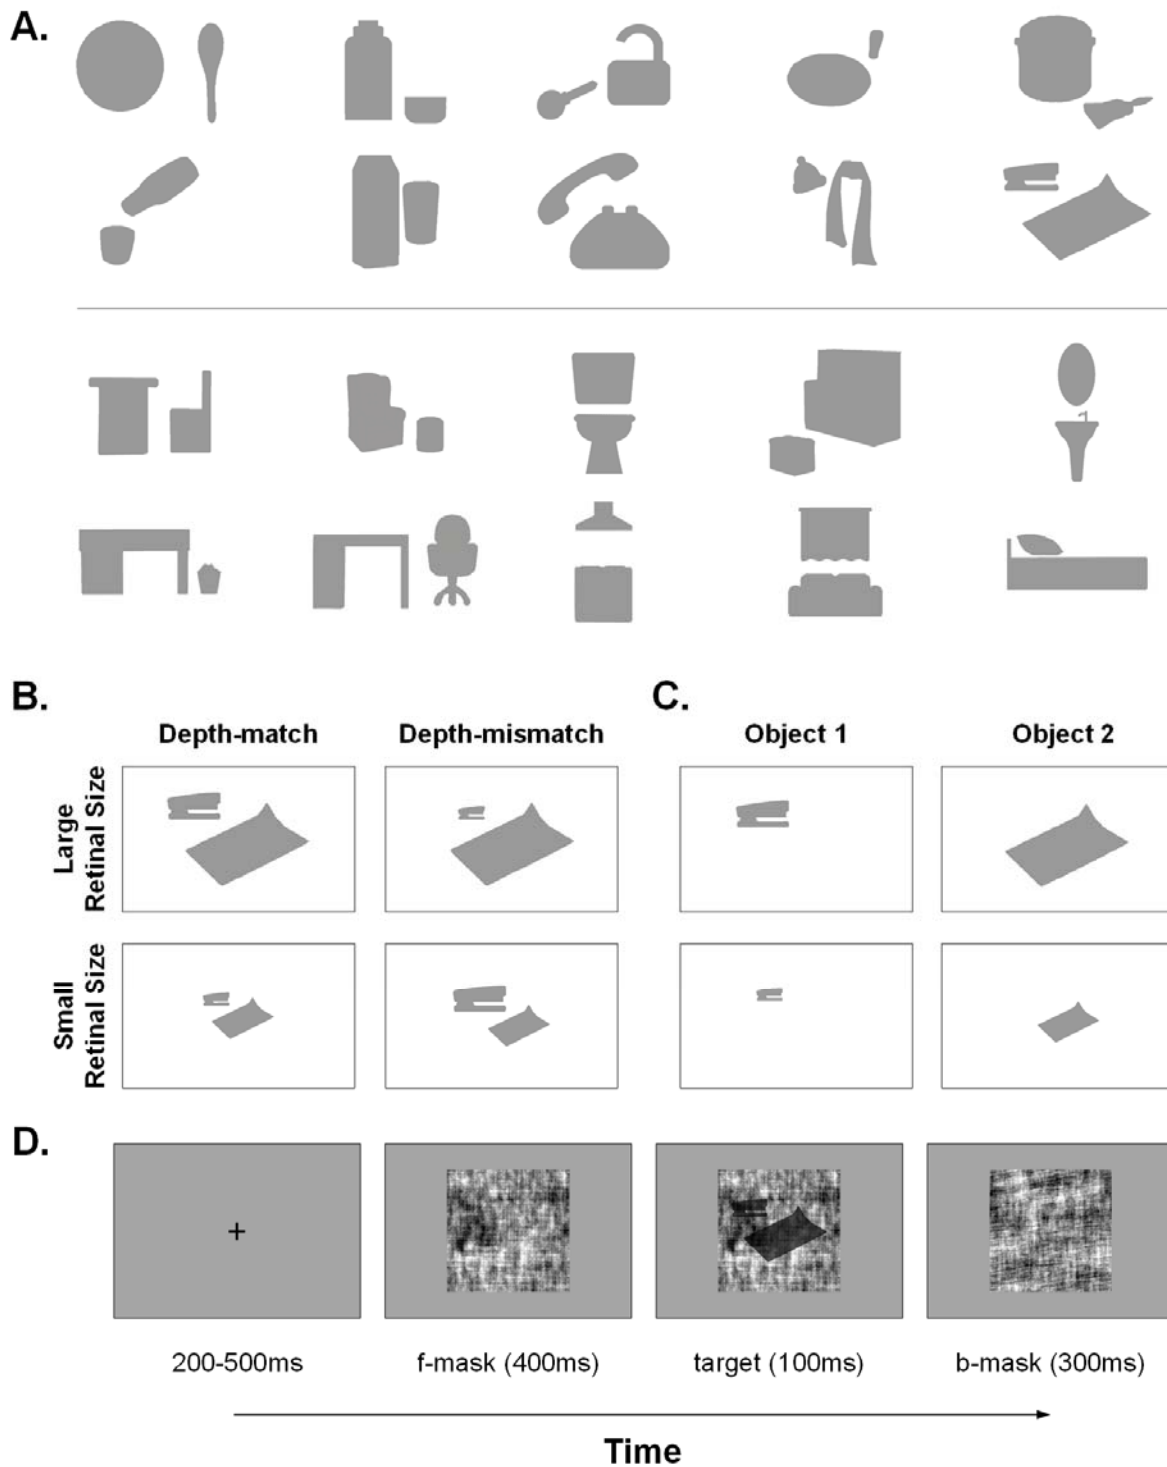 A.
B.
C.
Depth-match
Depth-mismatch
Object 1
Object 2
Large
Retinal Size
Small
Retinal Size
D.
200-500ms
f-mask (400ms)
target (100ms)
b-mask (300ms)
Time